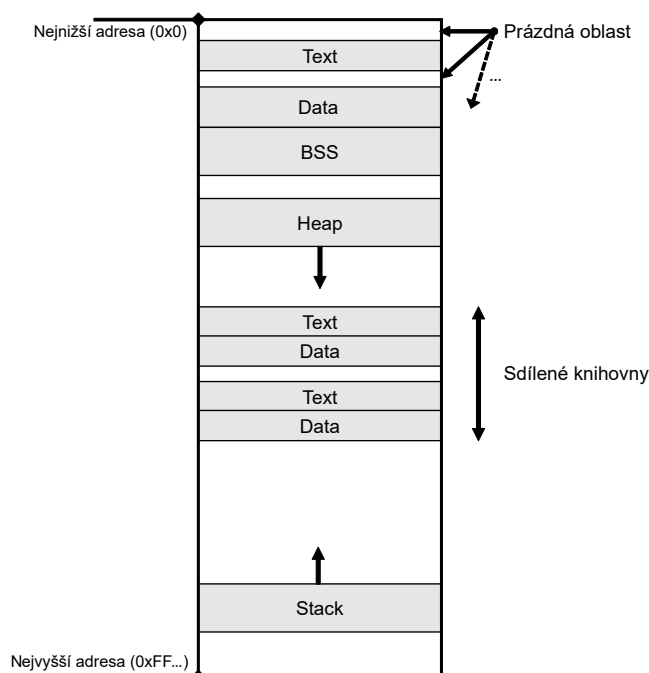 Nejnižší adresa (0x0)
Prázdná oblast
Text
...
Data
BSS
Heap
Text
Data
Sdílené knihovny
Text
Data
Stack
Nejvyšší adresa (0xFF...)